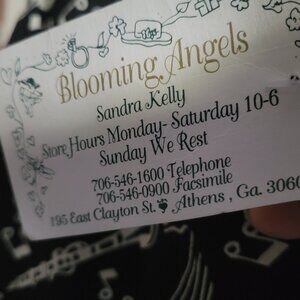 Blooming Angels
Sandra Kelly
Store Hours Monday- Saturday 10-6
Sunday We Rest
706-546-1600 Telephone
706-546-0900 Facsimile
195 East Clayton St. Athens , Ga. 3060